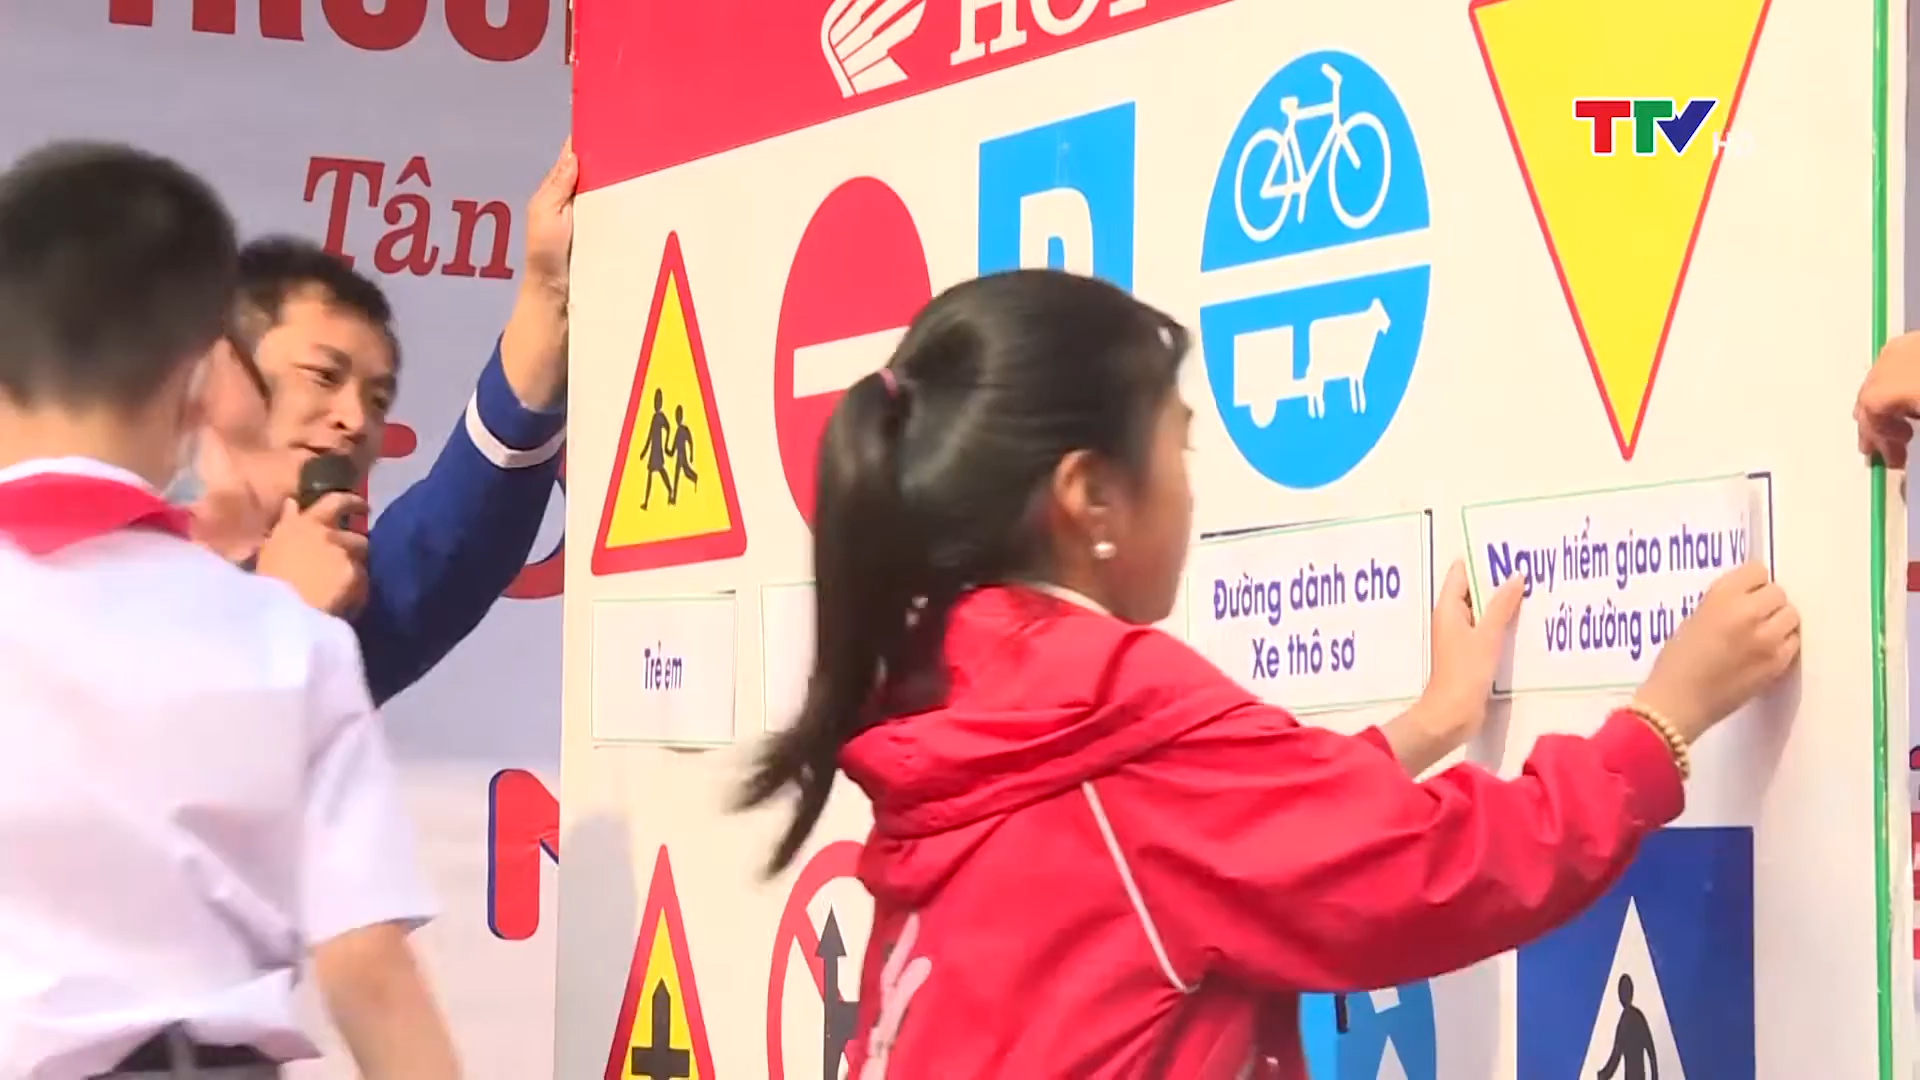 TTV
Tân
P
Trẻ em
Đường dành cho
Xe thô sơ
Nguy hiểm giao nhau
với đường ưu